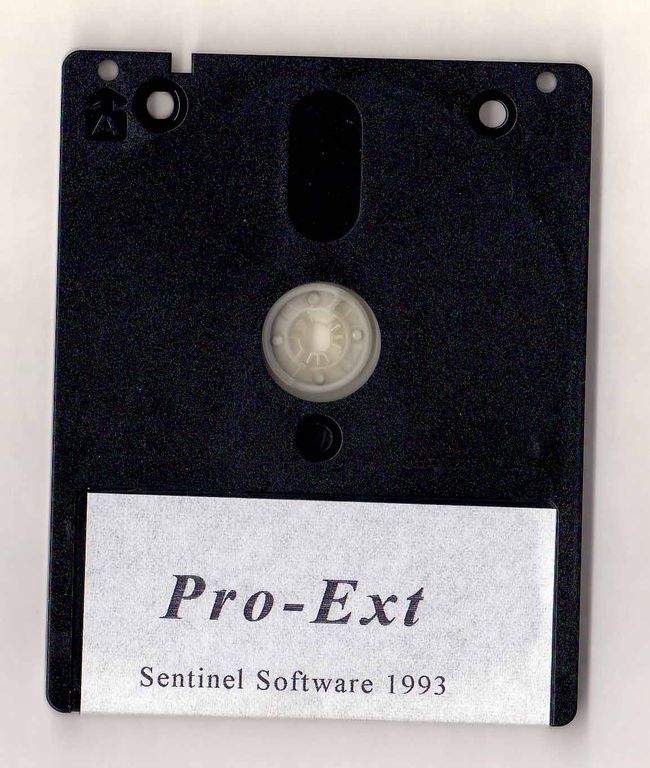 A
Pro-Ext
Sentinel Software 1993